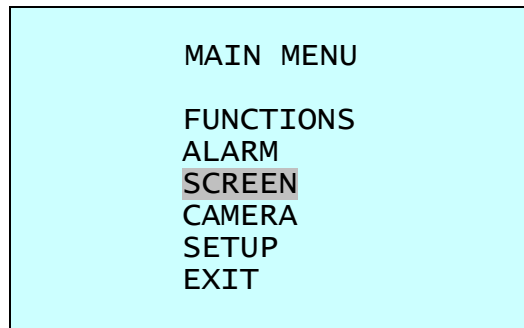 MAIN MENU
FUNCTIONS
ALARM
SCREEN
CAMERA
SETUP
EXIT